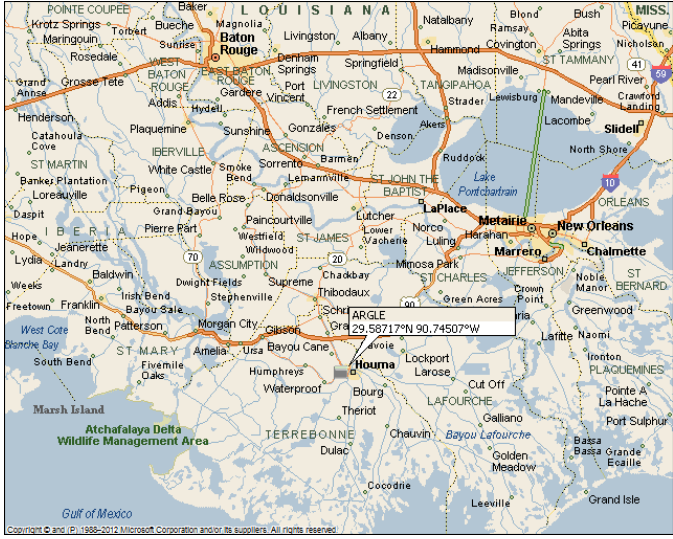 POINTE COUPEE
Baker
LOUISIANA
Blond
Bush
MISS.
Krotz Springs
Torbert
Bueche
Magnolia
Natalbany
Ramsay
Picayune
Maringouin
Sunrise
Baton
Rouge
Livingston
Albany
Covington
Abita
Springs
Nicholson
Rosedale
WEST
BATON
ROUGE
EAST BATON
ROUGE
Denham
Springs
Springfield
Hammond
ST TAMMANY
41
59
Grand
Annse
Grosse Tete
Gardere
Port
Vincent
LIVINGSTON
TANGIPAHOA
Madisonville
Pearl River
Addis
22
Strader
Lewisburg
Mandeville
Crawford
Landing
Henderson
Hydell
French Settlement
Lacombe
Catahoula
Cove
Plaquemine
Sunshine
Gonzales
Denson
Akers
Slidell
ST MARTIN
IBERVILLE
ASCENSION
Barmen
Ruddock
North Shore
White Castle
Smoke
Bend
Sorrento
Lemannville
ST JOHN THE
BAPTIST
Lake
Pontchartrain
10
Banker Plantation
Loreauville
Pigeon
Belle Rose
Donaldsonville
LaPlace
ORLEANS
Daspit
Grand Bayou
Paincourtville
Lutcher
Norco
Metairie
New Orleans
Hope
IBERIA
Pierre Part
Westfield
Wildwood
ST JAMES
Lower
Vacherie
Luling
Harahan
Marrero
Chalmette
Jeanerette
Lydia
Landry
70
ASSUMPTION
20
Mimosa Park
JEFFERSON
Baldwin
Chackbay
ST CHARLES
ST
BERNARD
Weeks
Dwight Fields
Supreme
90
Crown
Point
Noble
Manor
Irish Bend
Stephenville
Thibodaux
Green Acres
Freetown
Franklin
Bayou Sale
Greenwood
ARGLE
29.58717°N 90.74507°W
North
Bend
Patterson
Morgan City
Gibson
West Cote
Blanche Bay
Lafitte
Naomi
South Bend
ST MARY
Amelia
Ursa
Bayou Cane
Lockport
Ironton
Fivemile
Oaks
Humphreys
Houma
Larose
PLAQUEMINES
Waterproof
Bourg
Cut Off
Pointe A
La Hache
Marsh Island
Theriot
LAFOURCHE
Galliano
Port Sulphur
Atchafalaya Delta
Wildlife Management Area
TERREBONNE
Chauvin
Bayou Lafourche
Bassa
Bassa
Grande
Ecaille
Dulac
Golden
Meadow
Cocodrie
Leeville
Grand Isle
Gulf of Mexico
Copyright © and (P) 1988–2012 Microsoft Corporation and/or its suppliers. All rights reserved.